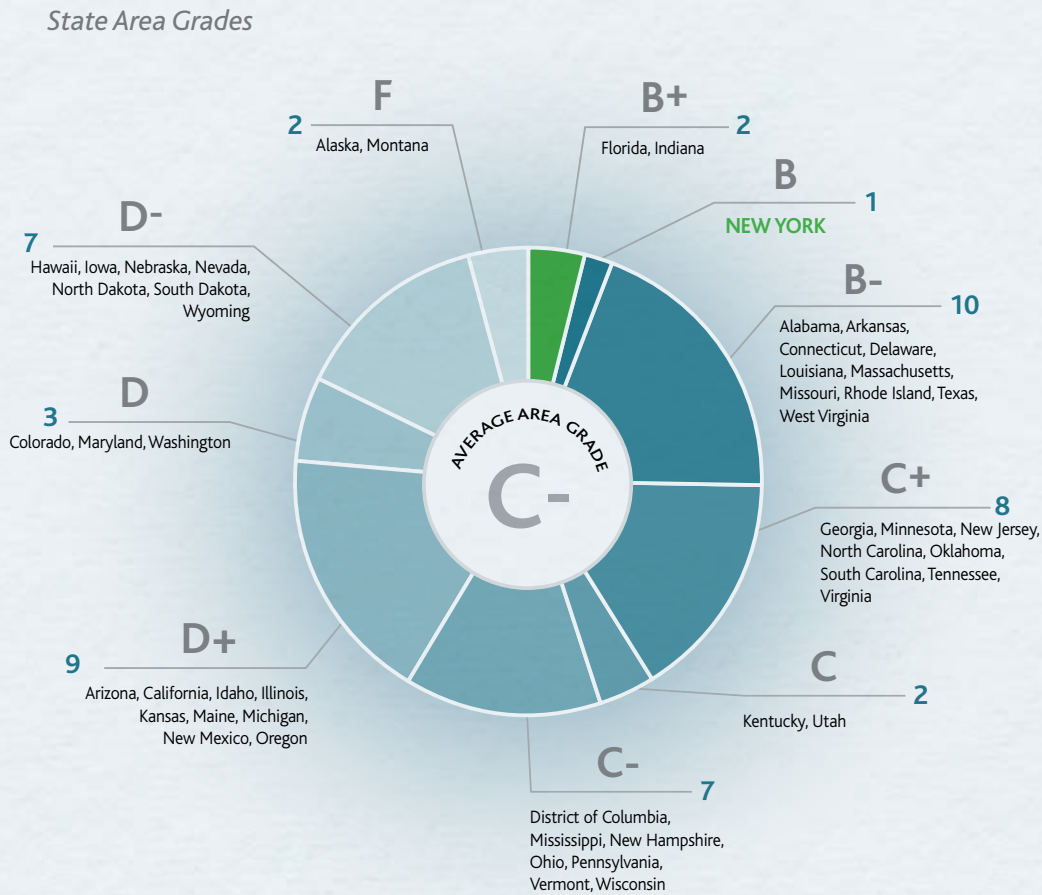 State Area Grades
F
2
Alaska, Montana
B+
2
Florida, Indiana
B
1
NEW YORK
B-
10
Alabama, Arkansas,
Connecticut, Delaware,
Louisiana, Massachusetts,
Missouri, Rhode Island, Texas,
West Virginia
C+
8
Georgia, Minnesota, New Jersey,
North Carolina, Oklahoma,
South Carolina, Tennessee,
Virginia
C
2
Kentucky, Utah
C-
7
District of Columbia,
Mississippi, New Hampshire,
Ohio, Pennsylvania,
Vermont, Wisconsin
D+
9
Arizona, California, Idaho, Illinois,
Kansas, Maine, Michigan,
New Mexico, Oregon
D
3
Colorado, Maryland, Washington
D-
7
Hawaii, Iowa, Nebraska, Nevada,
North Dakota, South Dakota,
Wyoming
AVERAGE AREA GRADE
C-